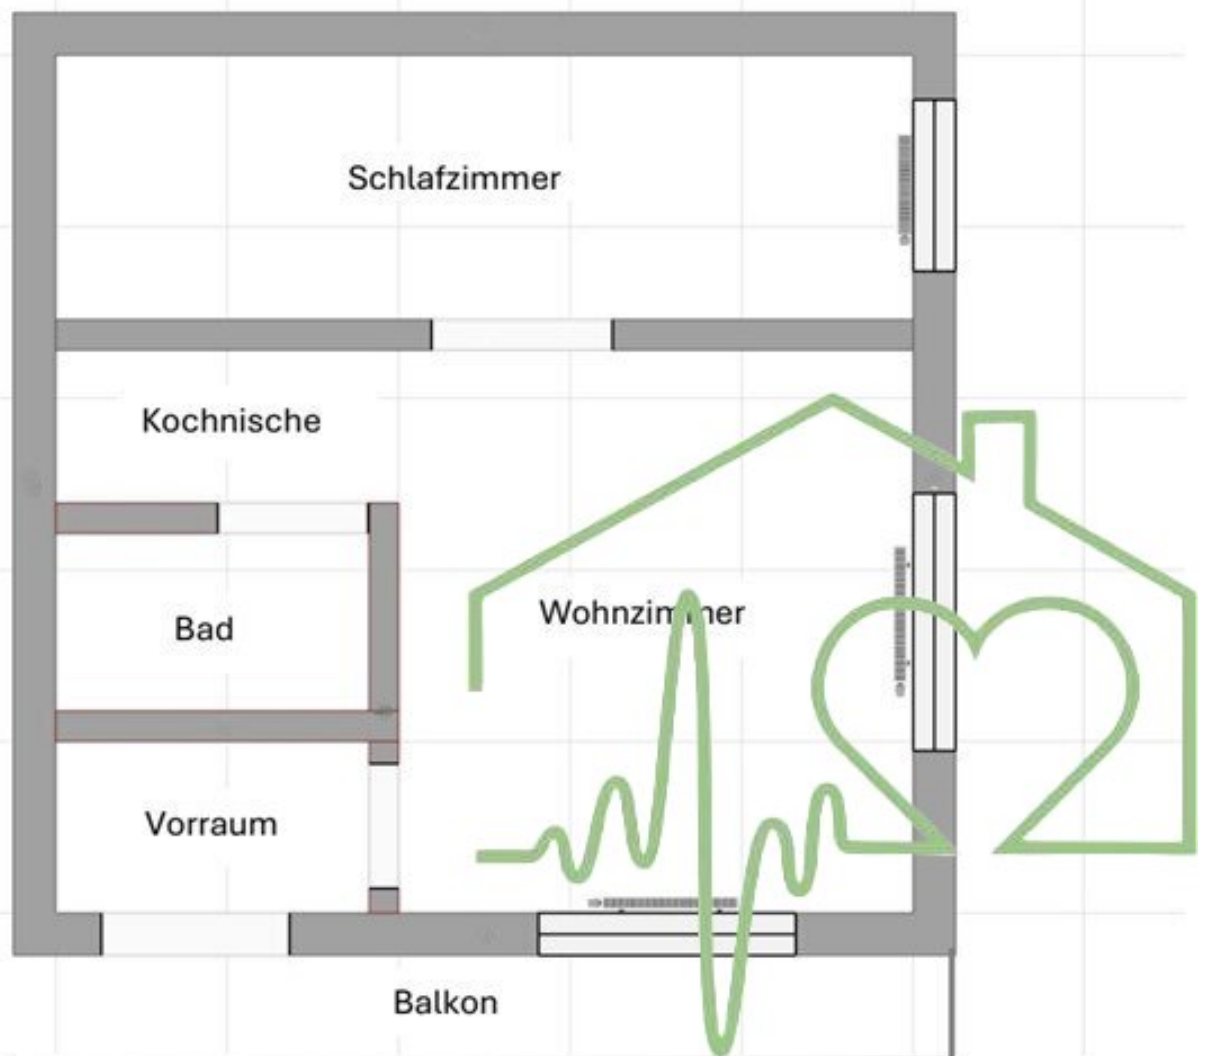 Schlafzimmer
Kochnische
Wohnzimmer
Bad
Vorraum
Balkon